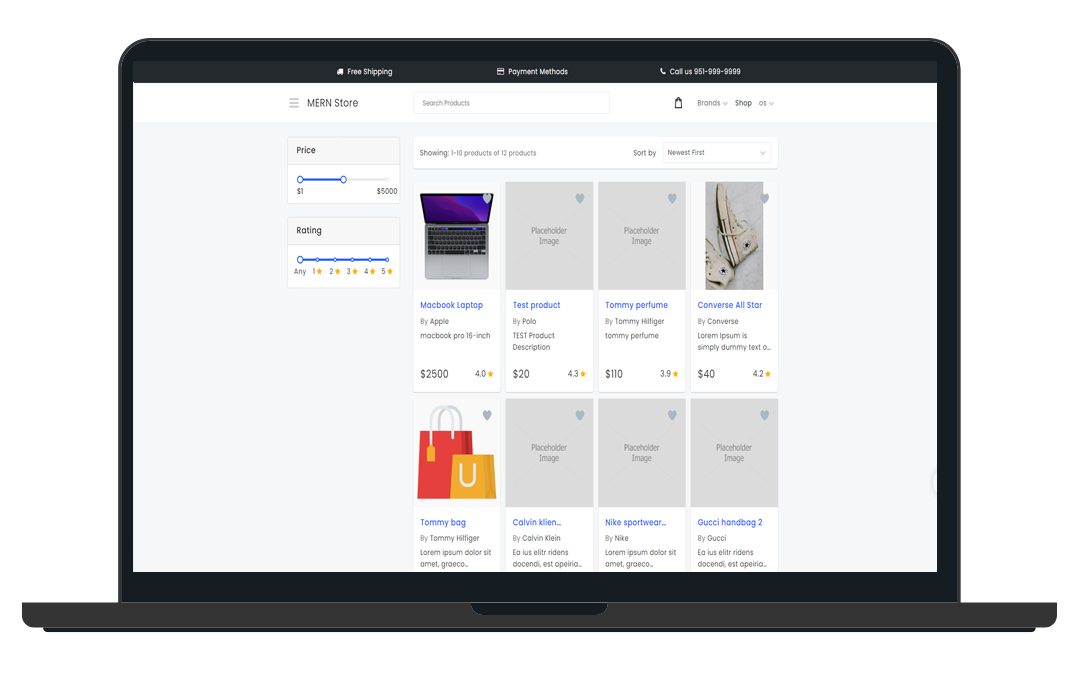 Free Shipping
Payment Methods
Call us 951-999-9999
MERN Store
Search Products
Brands
Shop
os
Price
$1
$5000
Rating
Any 1 2 3 4 5
Showing: 1-10 products of 12 products
Sort by
Newest First
Macbook Laptop
By Apple
macbook pro 16-inch
$2500
4.0
Placeholder
Image
Test product
By Polo
TEST Product
Description
$20
4.3
Placeholder
Image
Tommy perfume
By Tommy Hilfiger
tommy perfume
$110
3.9
Converse All Star
By Converse
Lorem Ipsum is
simply dummy text o...
$40
4.2
Tommy bag
By Tommy Hilfiger
Lorem ipsum dolor sit
amet, graeco...
Placeholder
Image
Calvin klien...
By Calvin Klein
Ea ius elitr ridens
docendi, est apeiria...
Placeholder
Image
Nike sportwear...
By Nike
Lorem ipsum dolor sit
amet, graeco...
Placeholder
Image
Gucci handbag 2
By Gucci
Ea ius elitr ridens
docendi, est apeiria...